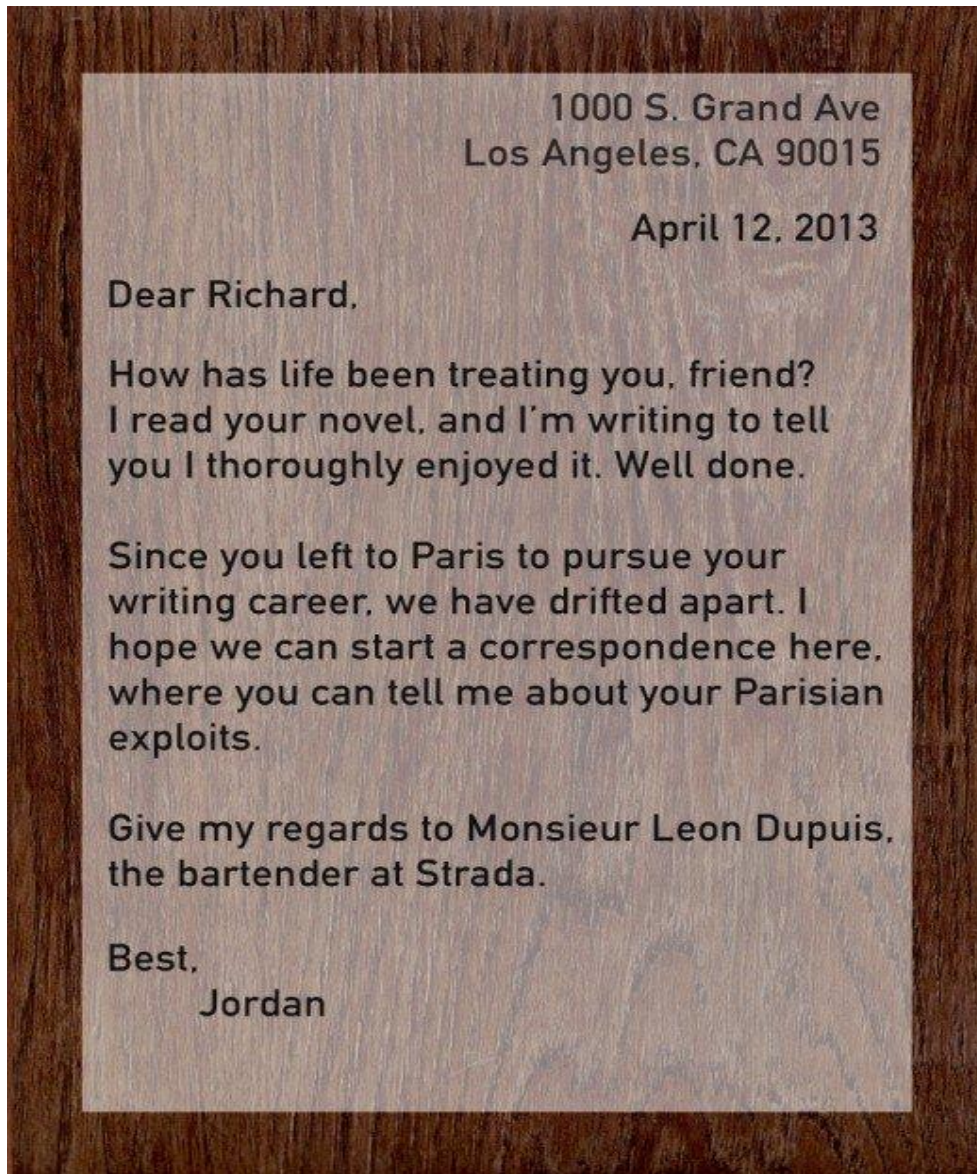 1000 S. Grand Ave
Los Angeles, CA 90015
April 12, 2013
Dear Richard,
How has life been treating you, friend?
I read your novel, and I'm writing to tell
you I thoroughly enjoyed it. Well done.
Since you left to Paris to pursue your
writing career, we have drifted apart. I
hope we can start a correspondence here,
where you can tell me about your Parisian
exploits.
Give my regards to Monsieur Leon Dupuis,
the bartender at Strada.
Best,
Jordan